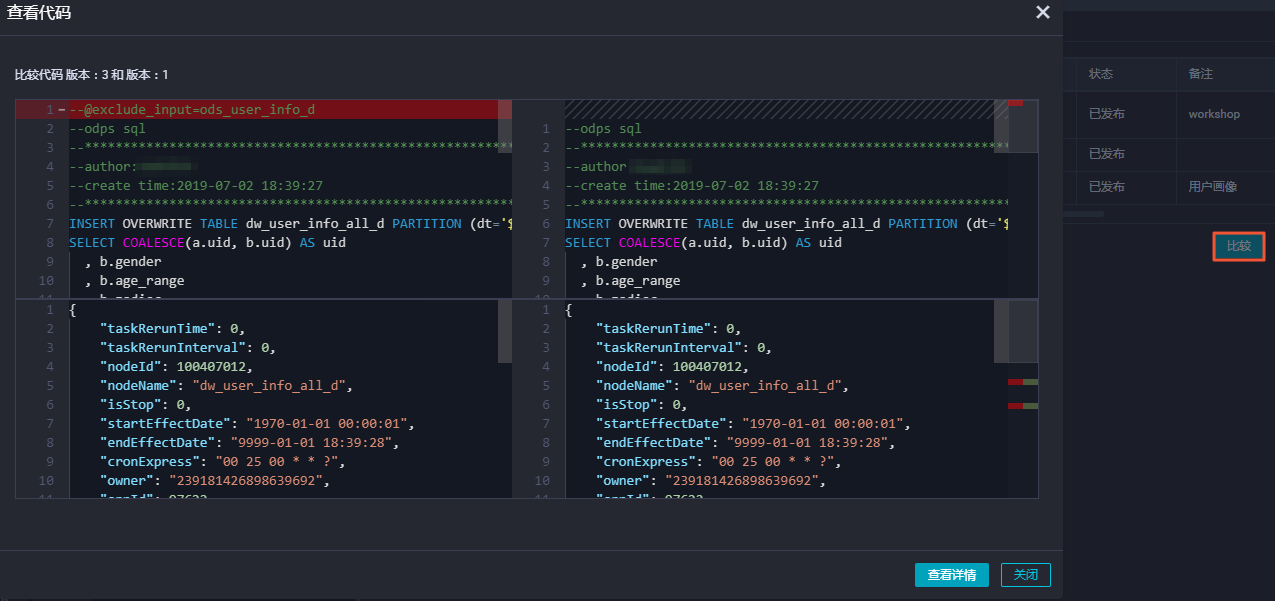 查看代码
比较代码 版本：3 和 版本：1
1 --@exclude_input=ods_user_info_d
2 --odps sql
3 --********************************************************
4 --author:
5 --create time:2019-07-02 18:39:27
6 --********************************************************
7 INSERT OVERWRITE TABLE dw_user_info_all_d PARTITION (dt='$
8 SELECT COALESCE(a.uid, b.uid) AS uid
9 , b.gender
10 , b.age_range
1 --odps sql
2 --********************************************************
3 --author
4 --create time:2019-07-02 18:39:27
5 --********************************************************
6 INSERT OVERWRITE TABLE dw_user_info_all_d PARTITION (dt='$
7 SELECT COALESCE(a.uid, b.uid) AS uid
8 , b.gender
9 , b.age_range
1 {
2 "taskRerunTime": 0,
3 "taskRerunInterval": 0,
4 "nodeId": 100407012,
5 "nodeName": "dw_user_info_all_d",
6 "isStop": 0,
7 "startEffectDate": "1970-01-01 00:00:01",
8 "endEffectDate": "9999-01-01 18:39:28",
9 "cronExpress": "00 25 00 * * ?",
10 "owner": "239181426898639692",
1 {
2 "taskRerunTime": 0,
3 "taskRerunInterval": 0,
4 "nodeId": 100407012,
5 "nodeName": "dw_user_info_all_d",
6 "isStop": 0,
7 "startEffectDate": "1970-01-01 00:00:01",
8 "endEffectDate": "9999-01-01 18:39:28",
9 "cronExpress": "00 25 00 * * ?",
10 "owner": "239181426898639692",
查看详情 关闭
状态 备注
已发布 workshop
已发布
已发布 用户画像
比较